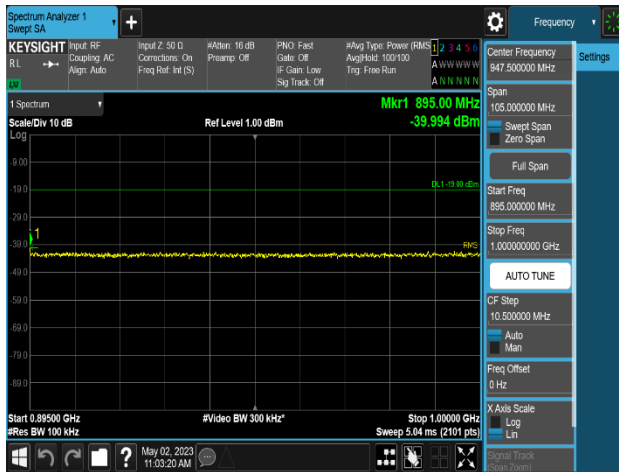 Spectrum Analyzer 1
Swept SA
Frequency
KEYSIGHT
RL
Input: RF
Coupling: AC
Align: Auto
Input Z: 50 Ω
Corrections: On
Freq Ref: Int (S)
#Atten: 16 dB
Preamp: Off
PNO: Fast
Gate: Off
IF Gain: Low
Sig Track: Off
#Avg Type: Power (RMS
Avg|Hold: 100/100
Trig: Free Run
1 2 3 4 5 6
A W W W W W
A N N N N N
1 Spectrum
Mkr1 895.00 MHz
Scale/Div 10 dB
Ref Level 1.00 dBm
-39.994 dBm
Log
-9.00
-19.0
DL1 -19.00 dBm
-29.0
1
-39.0
RMS
-49.0
-59.0
-69.0
-79.0
-89.0
Start 0.89500 GHz
#Video BW 300 kHz*
Stop 1.00000 GHz
#Res BW 100 kHz
Sweep 5.04 ms (2101 pts)
?
May 02, 2023
11:03:20 AM
Center Frequency
947.500000 MHz
Settings
Span
105.000000 MHz
Swept Span
Zero Span
Full Span
Start Freq
895.000000 MHz
Stop Freq
1.000000000 GHz
AUTO TUNE
CF Step
10.500000 MHz
Auto
Man
Freq Offset
0 Hz
X Axis Scale
Log
Lin
Signal Track
(Span Zoom)